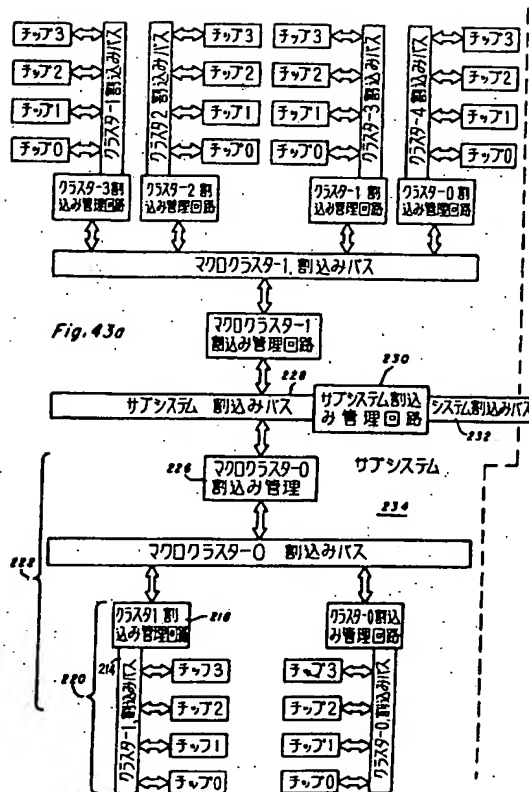 チップ3 チップ3 チップ3 チップ3
チップ2 チップ2 チップ2 チップ2
チップ1 チップ1 チップ1 チップ1
チップ0 チップ0 チップ0 チップ0
クラスター1割込みバス
クラスター2割込みバス
クラスター3割込みバス
クラスター4割込みバス
クラスター3割
込み管理回路
クラスター2割
込み管理回路
クラスター1割
込み管理回路
クラスター0割
込み管理回路
マクロクラスター1.割込みバス
Fig. 43a
マクロクラスター1
割込み管理回路
228
サブシステム 割込みバス
230
サブシステム割込
み管理回路
システム割込みバス
232
226
マクロクラスター0
割込み管理
サブシステム
234
222
マクロクラスター0 割込みバス
クラスタ1割
込み管理回路
218
クラスター0割込
み管理回路
214
220
クラスター1.割込みバス
クラスター0.割込みバス
チップ3 チップ3
チップ2 チップ2
チップ1 チップ1
チップ0 チップ0